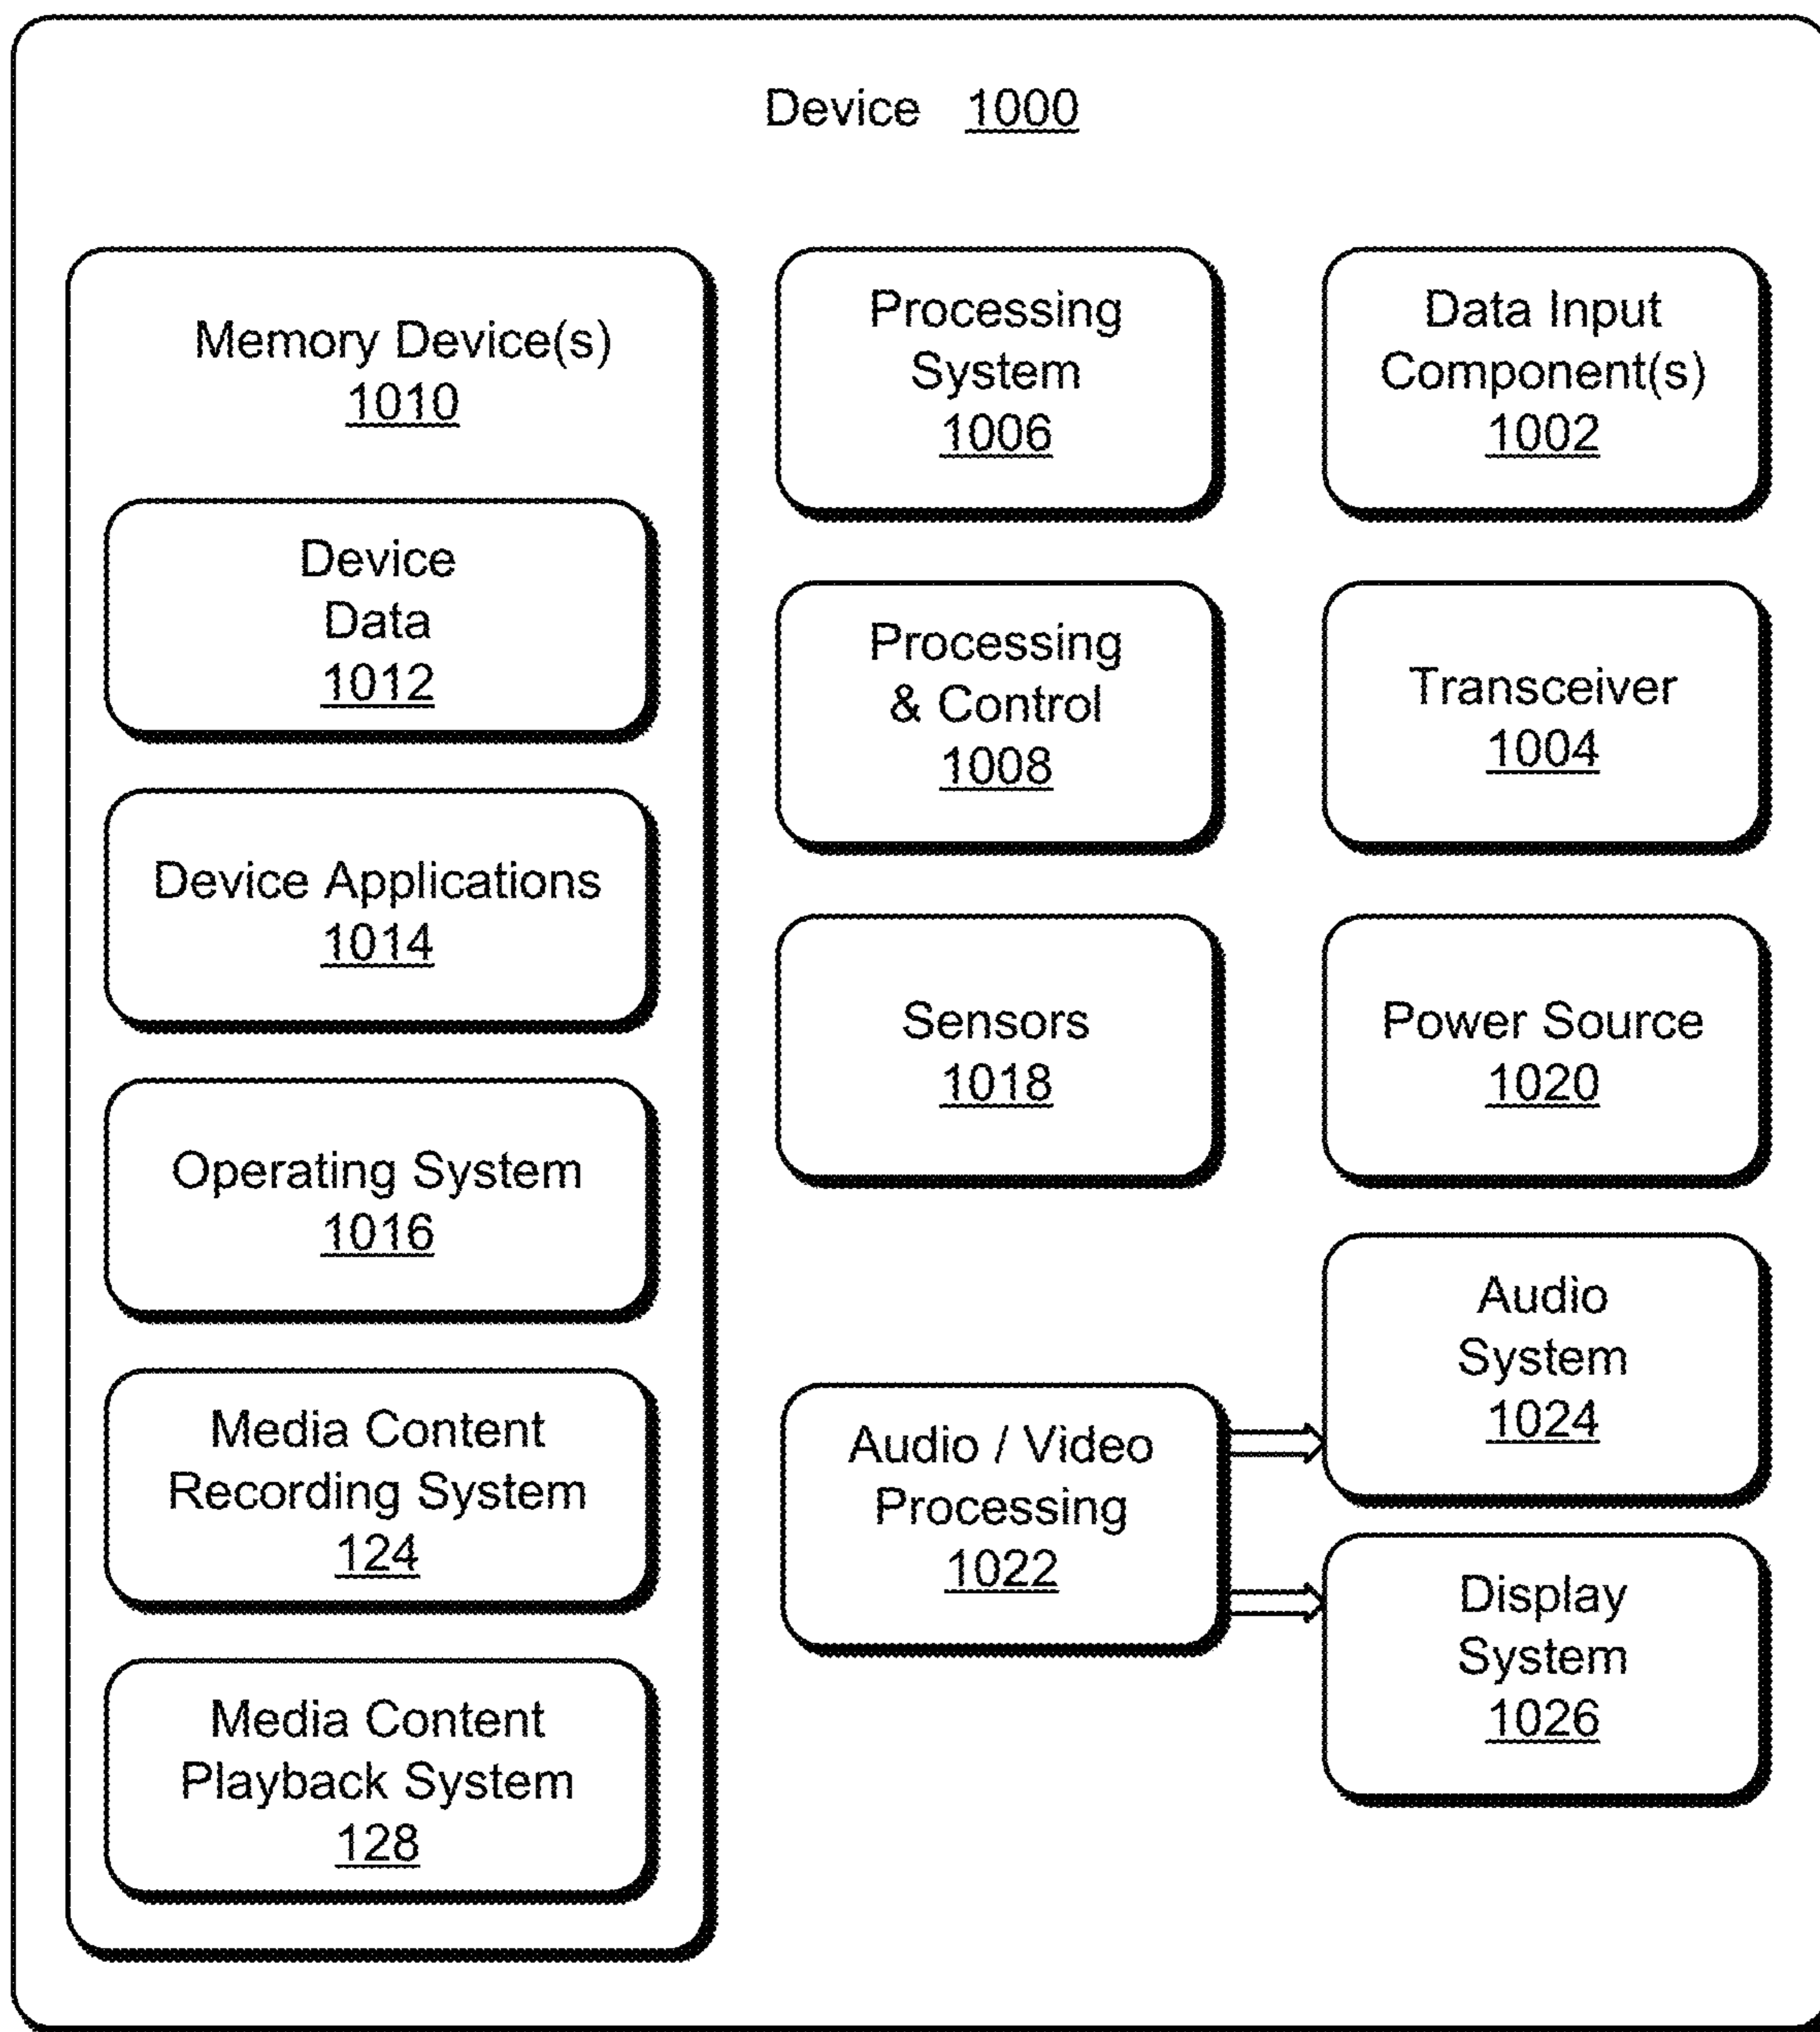 Device 1000
Memory Device(s)
1010
Device
Data
1012
Device Applications
1014
Operating System
1016
Media Content
Recording System
124
Media Content
Playback System
128
Processing
System
1006
Data Input
Component(s)
1002
Processing
& Control
1008
Transceiver
1004
Sensors
1018
Power Source
1020
Audio / Video
Processing
1022
Audio
System
1024
Display
System
1026